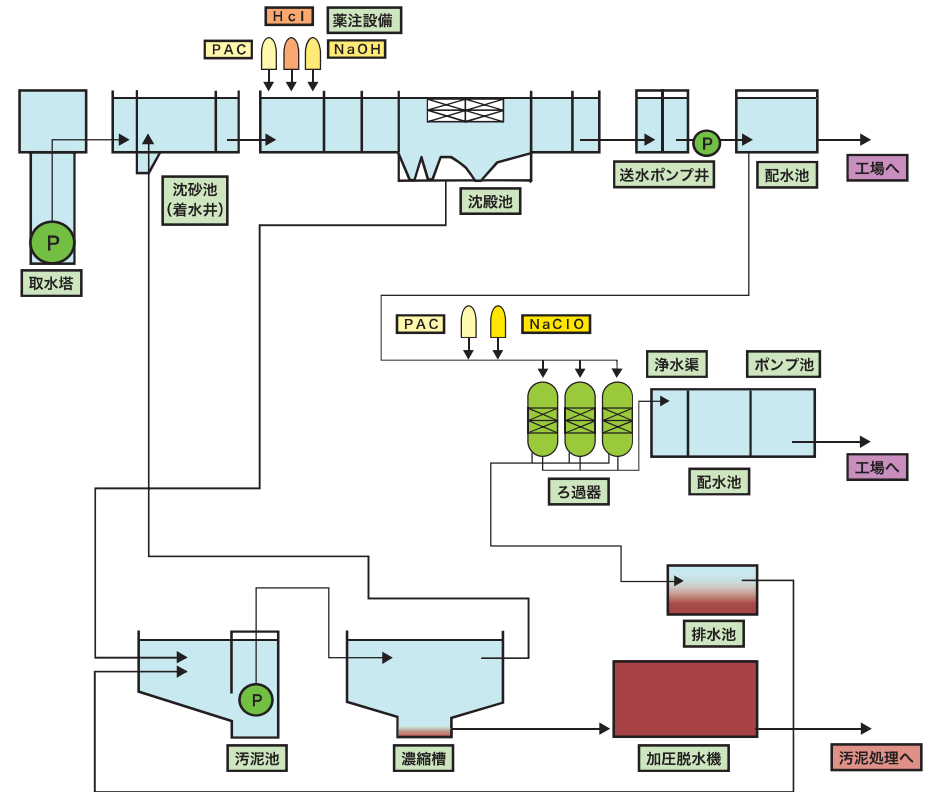 HcI
薬注設備
PAC
NaOH
P
送水ポンプ井
配水池
工場へ
沈砂池
(着水井)
沈殿池
P
取水塔
PAC
NaClO
浄水渠
ポンプ池
工場へ
ろ過器
配水池
排水池
P
汚泥池
濃縮槽
加圧脱水機
汚泥処理へ